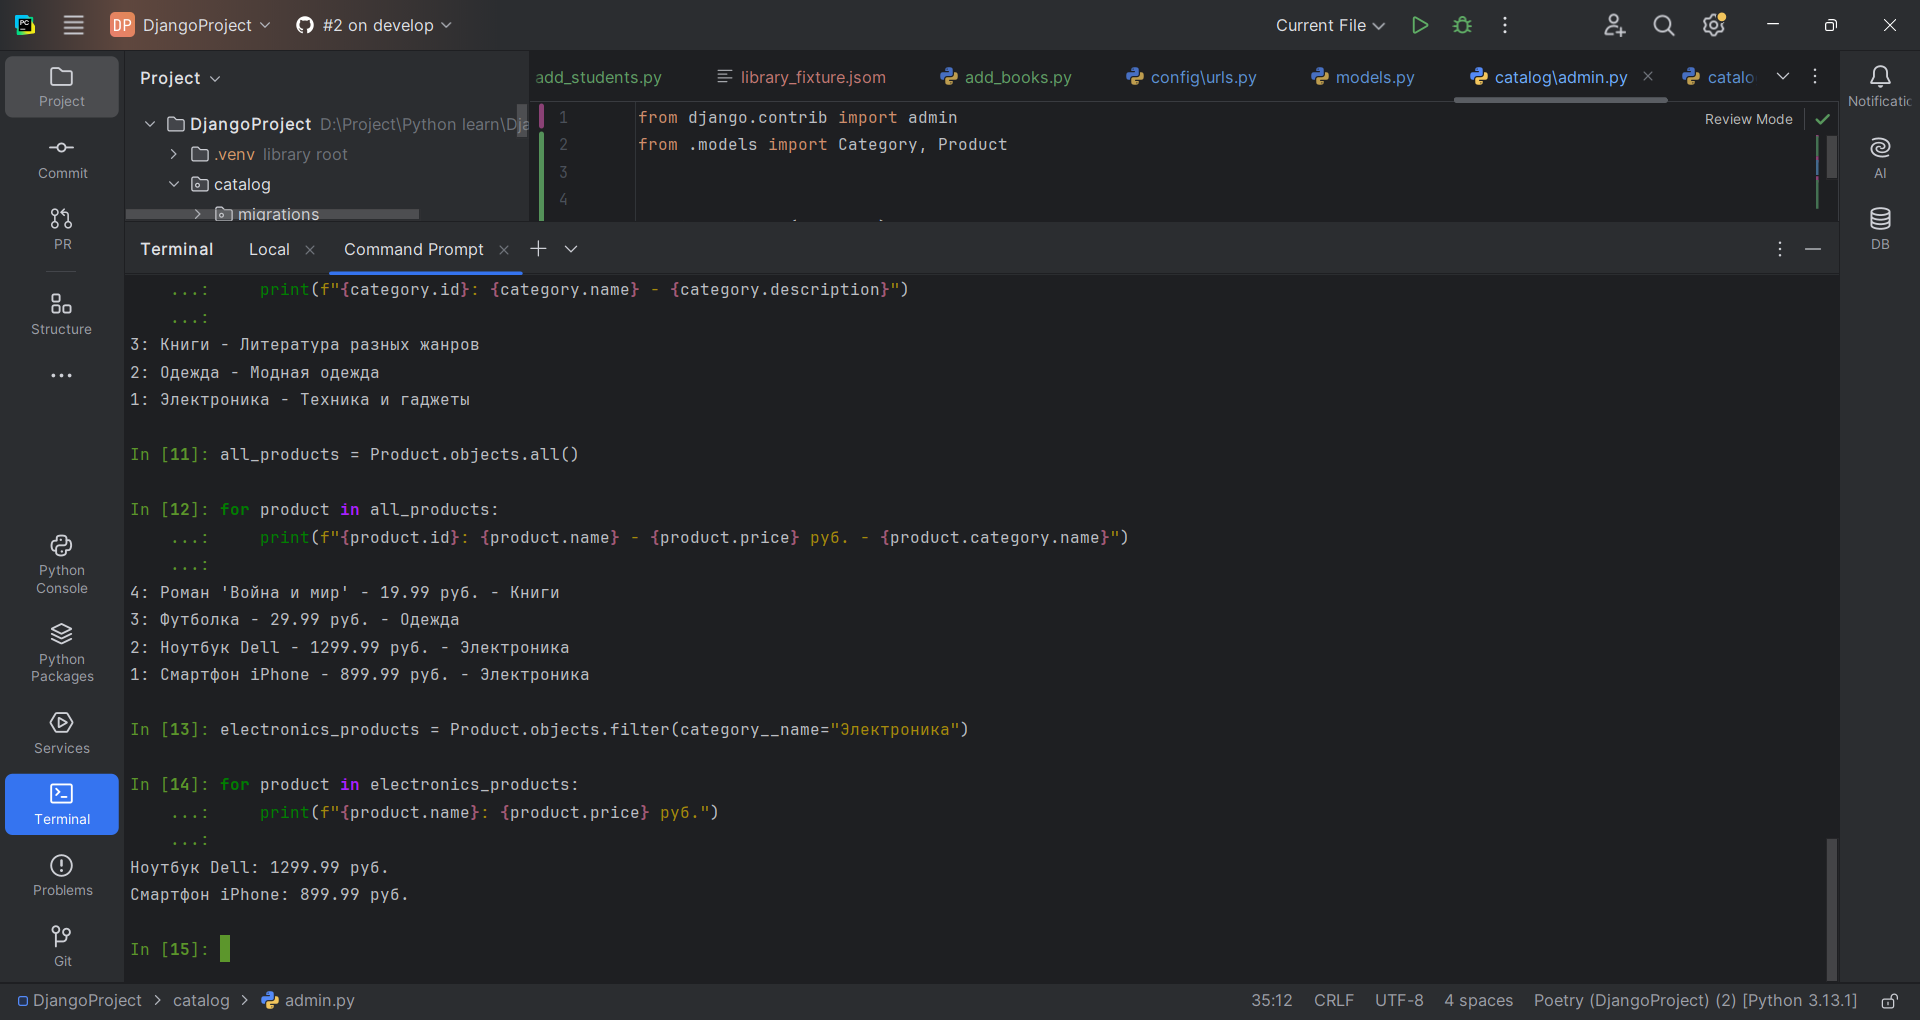 DP DjangoProject #2 on develop Current File
Project
Commit
PR
Structure
Python
Console
Python
Packages
Services
Terminal
Problems
Git
Project
DjangoProject D:\Project\Python learn\Dja
.venv library root
catalog
migrations
add_students.py library_fixture.jsom add_books.py config\urls.py models.py catalog\admin.py catalo
1 from django.contrib import admin
2 from .models import Category, Product
3
4
Review Mode
Notificatic
AI
DB
Terminal Local Command Prompt
...: print(f"{category.id}: {category.name} - {category.description}")
...:
3: Книги - Литература разных жанров
2: Одежда - Модная одежда
1: Электроника - Техника и гаджеты
In [11]: all_products = Product.objects.all()
In [12]: for product in all_products:
...: print(f"{product.id}: {product.name} - {product.price} руб. - {product.category.name}")
...:
4: Роман 'Война и мир' - 19.99 руб. - Книги
3: Футболка - 29.99 руб. - Одежда
2: Ноутбук Dell - 1299.99 руб. - Электроника
1: Смартфон iPhone - 899.99 руб. - Электроника
In [13]: electronics_products = Product.objects.filter(category__name="Электроника")
In [14]: for product in electronics_products:
...: print(f"{product.name}: {product.price} руб.")
...:
Ноутбук Dell: 1299.99 руб.
Смартфон iPhone: 899.99 руб.
In [15]:
DjangoProject > catalog > admin.py 35:12 CRLF UTF-8 4 spaces Poetry (DjangoProject) (2) [Python 3.13.1]